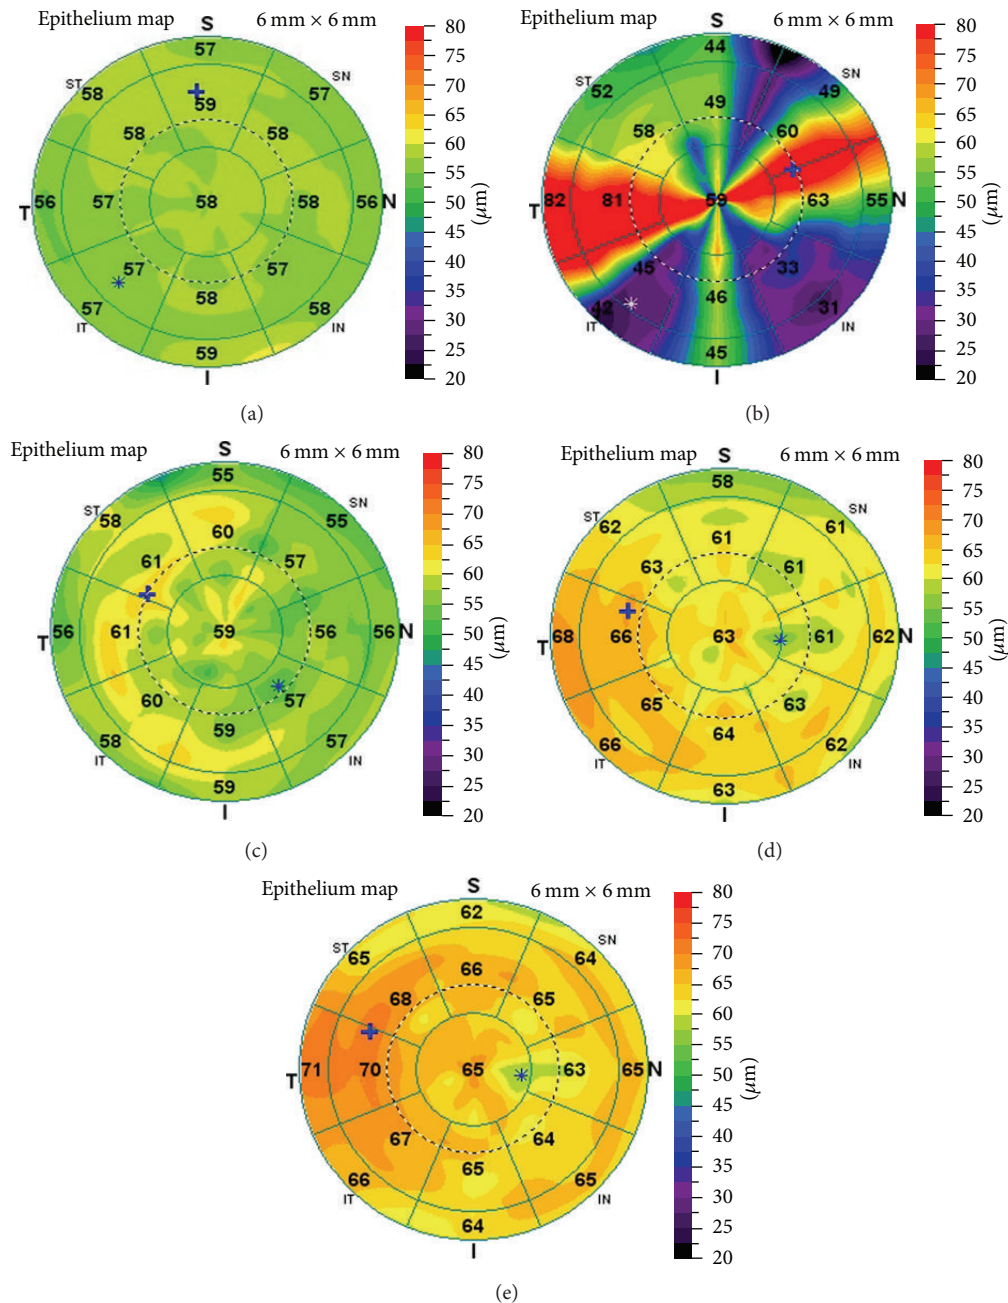 Epithelium map 6 mm × 6 mm
S
57
ST 58 57 SN
59
58 58
T 56 57 58 58 56 N
57 57
57 58 58
IT 59 IN
I
80
75
70
65
60
55
50
45
40
35
30
25
20
(μm)
(a)
Epithelium map 6 mm × 6 mm
S
44
ST 52 49 SN
49
58 60
T 82 81 59 63 55 N
45 33
42 46 31
IT 45 IN
I
80
75
70
65
60
55
50
45
40
35
30
25
20
(μm)
(b)
Epithelium map 6 mm × 6 mm
S
55
ST 58 55 SN
60
61 57
T 56 61 59 56 56 N
60 57
58 59 57
IT 59 IN
I
80
75
70
65
60
55
50
45
40
35
30
25
20
(μm)
(c)
Epithelium map 6 mm × 6 mm
S
58
ST 62 61 SN
61
63 61
T 68 66 63 61 62 N
65 63
66 64 62
IT 63 IN
I
80
75
70
65
60
55
50
45
40
35
30
25
20
(μm)
(d)
Epithelium map 6 mm × 6 mm
S
62
ST 65 64 SN
66
68 65
T 71 70 65 63 65 N
67 64
66 65 65
IT 64 IN
I
80
75
70
65
60
55
50
45
40
35
30
25
20
(μm)
(e)